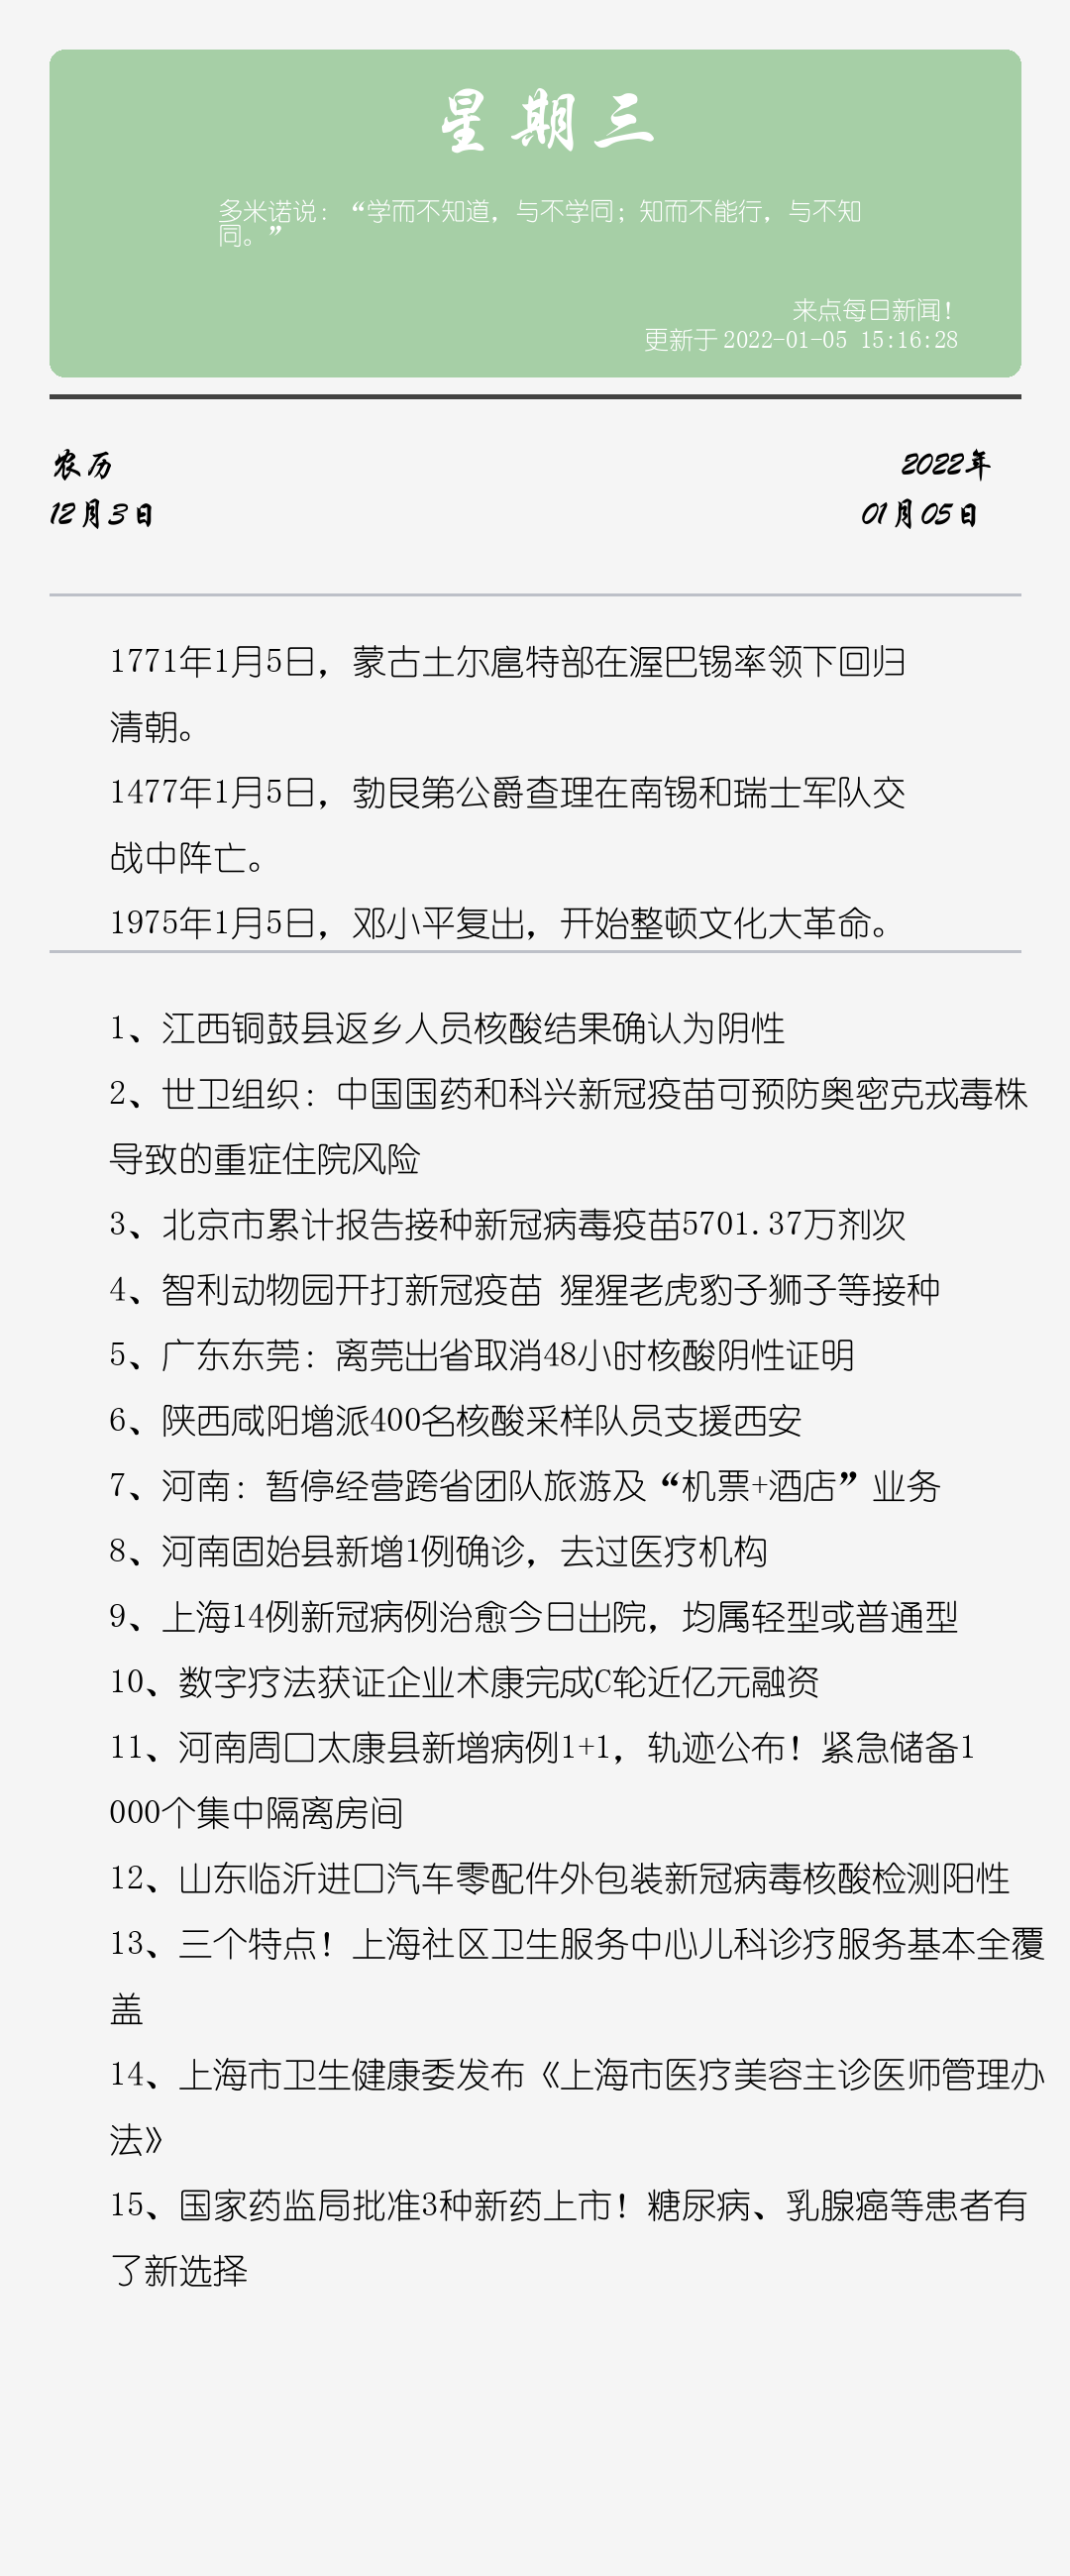 星期三
多米诺说：“学而不知道，与不学同；知而不能行，与不知
同。”
来点每日新闻！
更新于2022-01-05 15:16:28
农历
2022年
12月3日
01月05日
1771年1月5日，蒙古土尔扈特部在渥巴锡率领下回归
清朝。
1477年1月5日，勃艮第公爵查理在南锡和瑞士军队交
战中阵亡。
1975年1月5日，邓小平复出，开始整顿文化大革命。
1、江西铜鼓县返乡人员核酸结果确认为阴性
2、世卫组织：中国国药和科兴新冠疫苗可预防奥密克戎毒株
导致的重症住院风险
3、北京市累计报告接种新冠病毒疫苗5701.37万剂次
4、智利动物园开打新冠疫苗 猩猩老虎豹子狮子等接种
5、广东东莞：离莞出省取消48小时核酸阴性证明
6、陕西咸阳增派400名核酸采样队员支援西安
7、河南：暂停经营跨省团队旅游及“机票+酒店”业务
8、河南固始县新增1例确诊，去过医疗机构
9、上海14例新冠病例治愈今日出院，均属轻型或普通型
10、数字疗法获证企业术康完成C轮近亿元融资
11、河南周口太康县新增病例1+1，轨迹公布！紧急储备1
000个集中隔离房间
12、山东临沂进口汽车零配件外包装新冠病毒核酸检测阳性
13、三个特点！上海社区卫生服务中心儿科诊疗服务基本全覆
盖
14、上海市卫生健康委发布《上海市医疗美容主诊医师管理办
法》
15、国家药监局批准3种新药上市！糖尿病、乳腺癌等患者有
了新选择